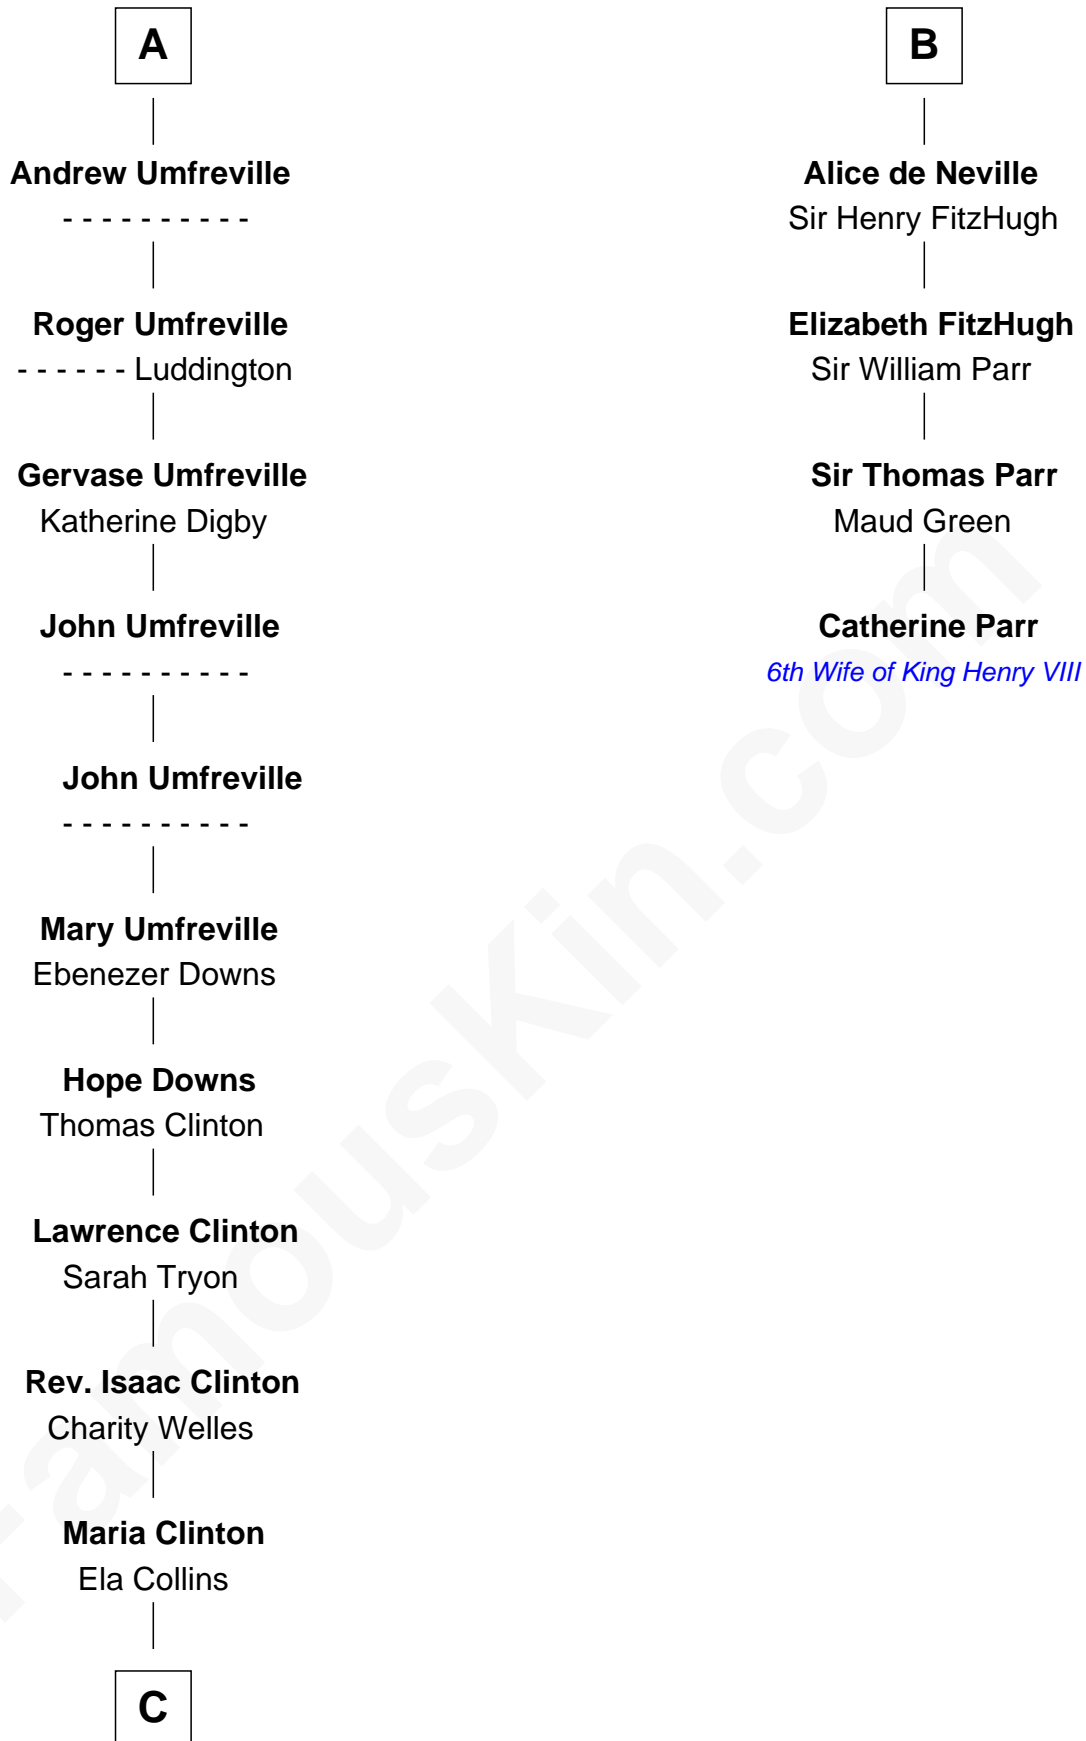 A
Andrew Umfreville
- - - - - - - - - -
Roger Umfreville
- - - - - - Luddington
Gervase Umfreville
Katherine Digby
John Umfreville
- - - - - - - - - -
John Umfreville
- - - - - - - - - -
Mary Umfreville
Ebenezer Downs
Hope Downs
Thomas Clinton
Lawrence Clinton
Sarah Tryon
Rev. Isaac Clinton
Charity Welles
Maria Clinton
Ela Collins
C
B
Alice de Neville
Sir Henry FitzHugh
Elizabeth FitzHugh
Sir William Parr
Sir Thomas Parr
Maud Green
Catherine Parr
6th Wife of King Henry VIII
FamousKin.com